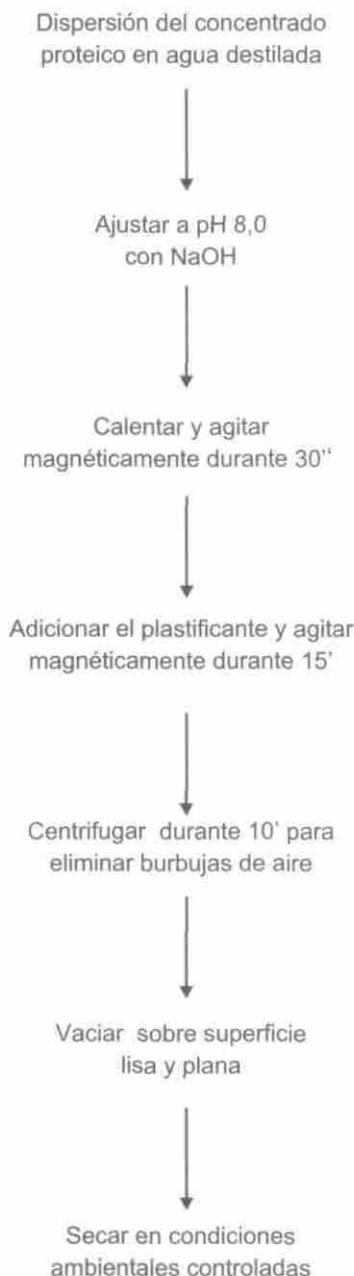 Dispersión del concentrado
proteico en agua destilada
Ajustar a pH 8,0
con NaOH
Calentar y agitar
magnéticamente durante 30''
Adicionar el plastificante y agitar
magnéticamente durante 15'
Centrifugar durante 10' para
eliminar burbujas de aire
Vaciar sobre superficie
lisa y plana
Secar en condiciones
ambientales controladas